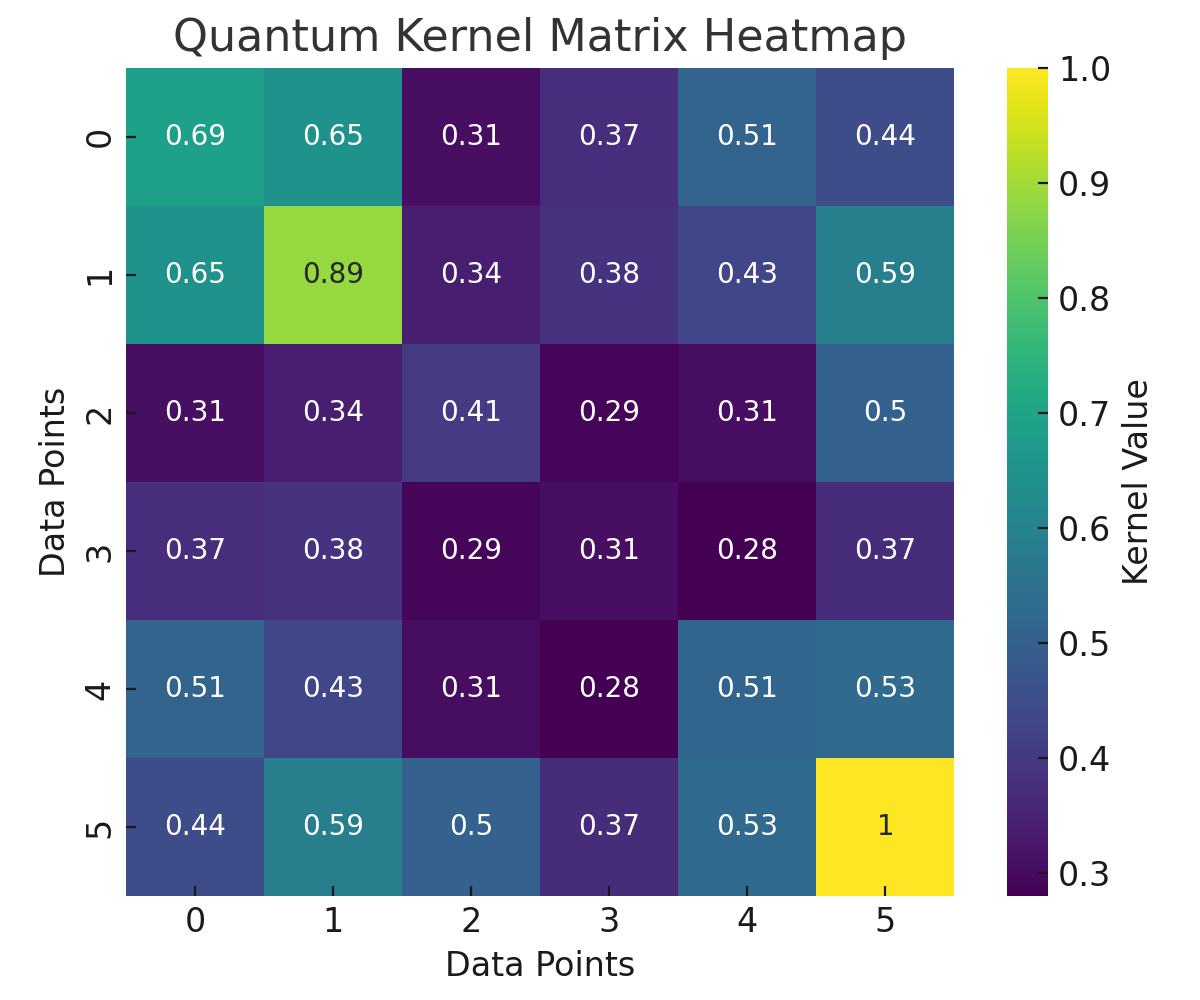 Quantum Kernel Matrix Heatmap
0 0.69 0.65 0.31 0.37 0.51 0.44
1 0.65 0.89 0.34 0.38 0.43 0.59
2 0.31 0.34 0.41 0.29 0.31 0.5
3 0.37 0.38 0.29 0.31 0.28 0.37
4 0.51 0.43 0.31 0.28 0.51 0.53
5 0.44 0.59 0.5 0.37 0.53 1
0 1 2 3 4 5
Data Points
Data Points
1.0
0.9
0.8
0.7
0.6
0.5
0.4
0.3
Kernel Value